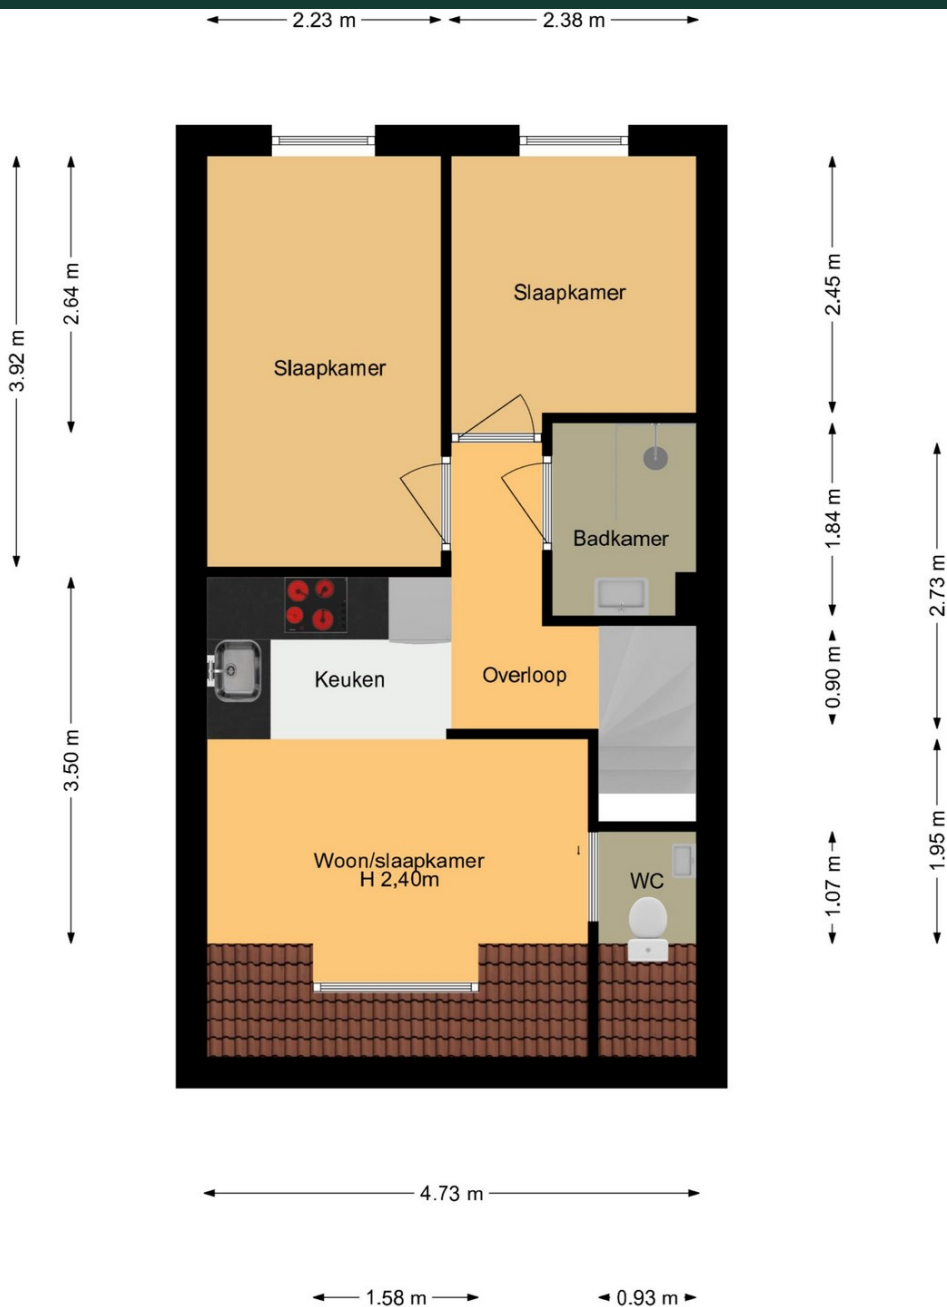 2.23 m
2.38 m
3.92 m
2.64 m
2.45 m
Slaapkamer
Slaapkamer
1.84 m
Badkamer
2.73 m
0.90 m
Keuken
Overloop
3.50 m
1.95 m
1.07 m
Woon/slaapkamer
H 2,40m
WC
4.73 m
1.58 m
0.93 m